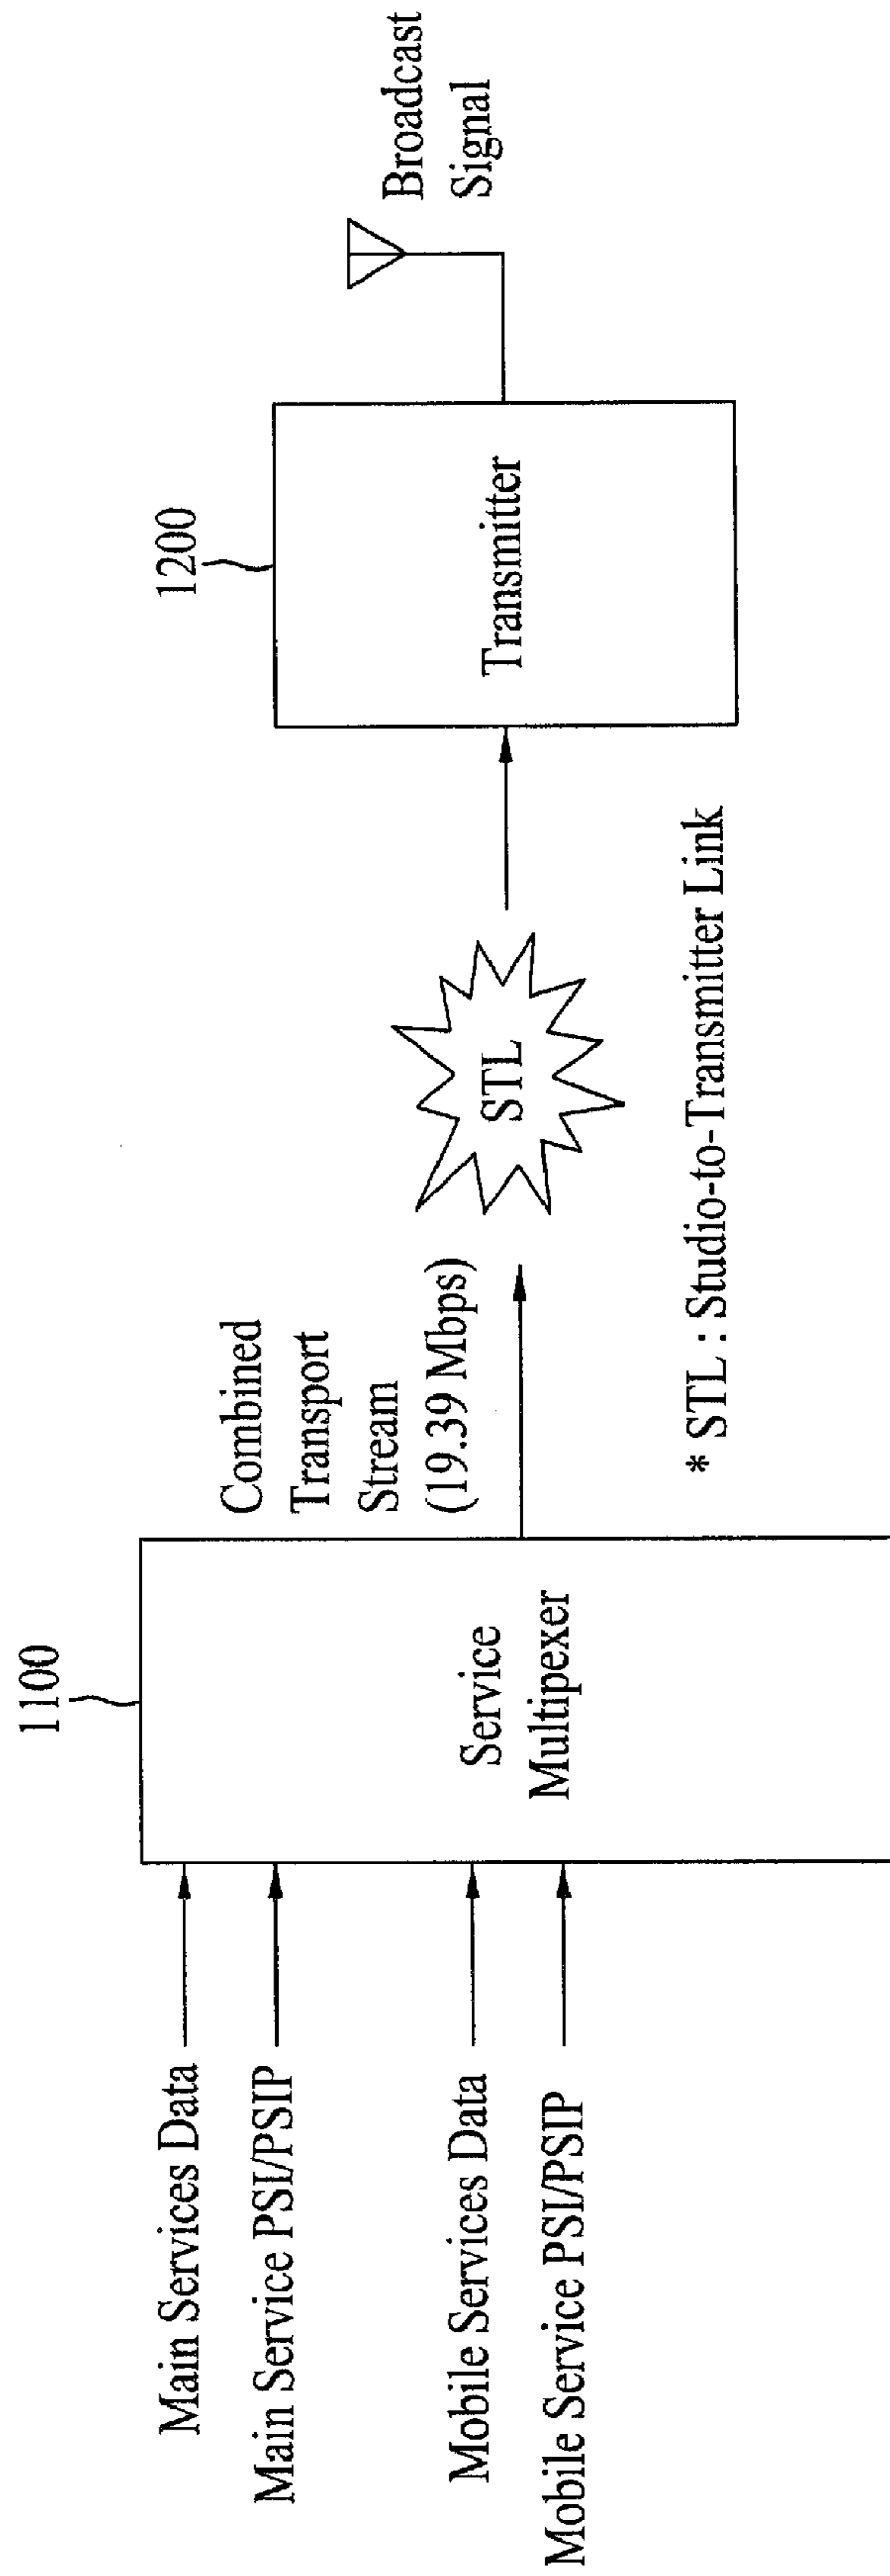 Main Services Data
Main Service PSI/PSIP
Mobile Services Data
Mobile Service PSI/PSIP
1100
Service
Multipexer
Combined
Transport
Stream
(19.39 Mbps)
STL
* STL : Studio-to-Transmitter Link
1200
Transmitter
Broadcast
Signal